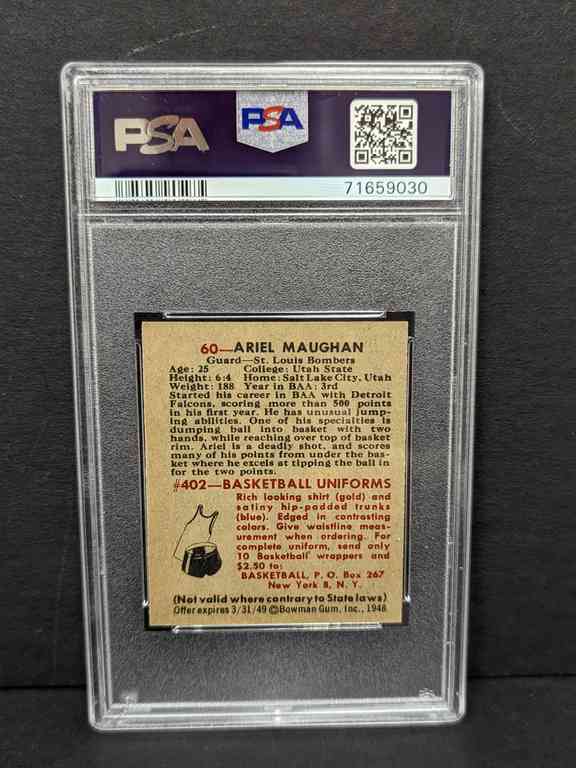 PSA
PSA
71659030
60—ARIEL MAUGHAN
Guard—St. Louis Bombers
Age: 25 College: Utah State
Height: 6:4 Home: Salt Lake City, Utah
Weight: 188 Year in BAA: 3rd
Started his career in BAA with Detroit
Falcons, scoring more than 500 points
in his first year. He has unusual jump-
ing abilities. One of his specialties is
dumping ball into basket with two
hands, while reaching over top of basket
rim. Ariel is a deadly shot, and scores
many of his points from under the bas-
ket where he excels at tipping the ball in
for the two points.
#402—BASKETBALL UNIFORMS
Rich looking shirt (gold) and
satiny hip-padded trunks
(blue). Edged in contrasting
colors. Give waistline meas-
urement when ordering. For
complete uniform, send only
10 Basketball wrappers and
$2.50 to:
BASKETBALL, P. O. Box 267
New York 8, N. Y.
(Not valid where contrary to State laws)
Offer expires 3/31/49 ©Bowman Gum, Inc., 1948